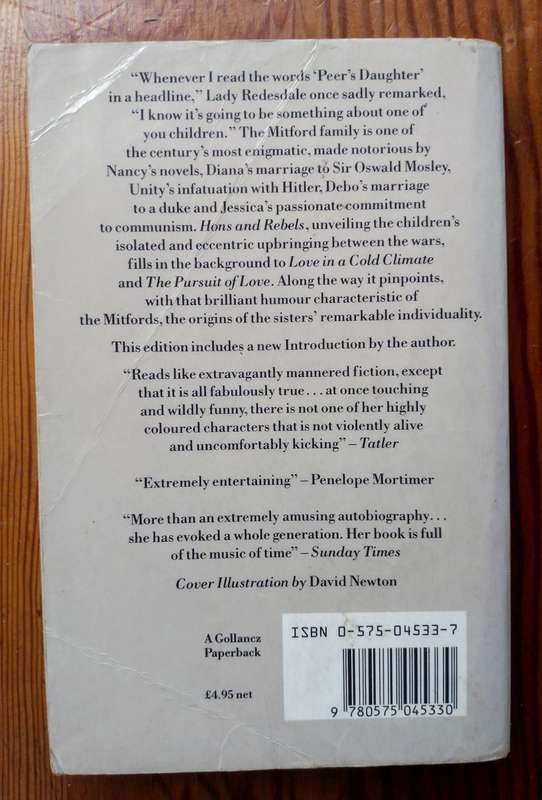 “Whenever I read the words ‘Peer’s Daughter’
in a headline,” Lady Redesdale once sadly remarked,
“I know it’s going to be something about one of
you children.” The Mitford family is one of
the century’s most enigmatic, made notorious by
Nancy’s novels, Diana’s marriage to Sir Oswald Mosley,
Unity’s infatuation with Hitler, Debo’s marriage
to a duke and Jessica’s passionate commitment
to communism. Hons and Rebels, unveiling the children’s
isolated and eccentric upbringing between the wars,
fills in the background to Love in a Cold Climate
and The Pursuit of Love. Along the way it pinpoints,
with that brilliant humour characteristic of
the Mitfords, the origins of the sisters’ remarkable individuality.
This edition includes a new Introduction by the author.
“Reads like extravagantly mannered fiction, except
that it is all fabulously true...at once touching
and wildly funny, there is not one of her highly
coloured characters that is not violently alive
and uncomfortably kicking” – Tatler
“Extremely entertaining” – Penelope Mortimer
“More than an extremely amusing autobiography...
she has evoked a whole generation. Her book is full
of the music of time” – Sunday Times
Cover Illustration by David Newton
A Gollancz
Paperback
£4.95 net
ISBN 0-575-04533-7
9 780575 045330